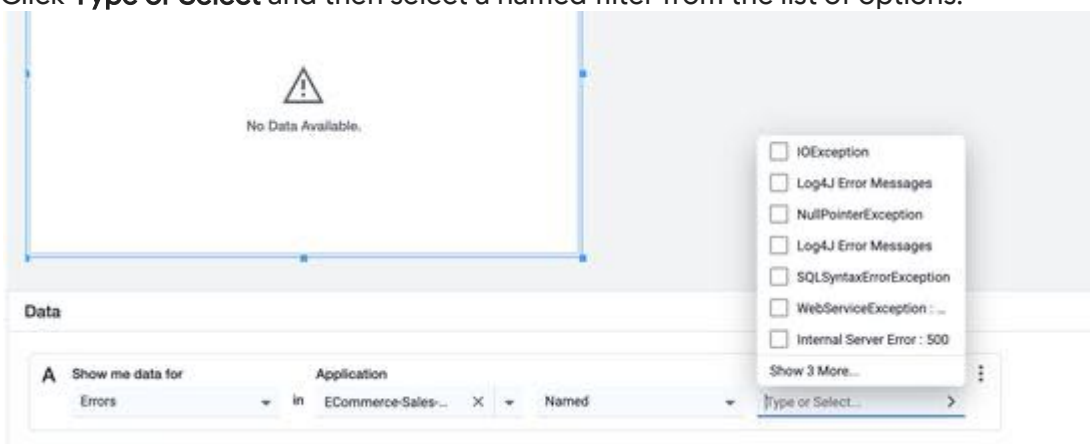 Click Type or Select and then select a named filter from the list of options.
No Data Available.
IOException
Log4J Error Messages
NullPointerException
Log4J Error Messages
SQLSyntaxErrorException
WebServiceException : ...
Internal Server Error : 500
Show 3 More...
Data
A Show me data for Application
Errors in ECommerce-Sales-... Named Type or Select...